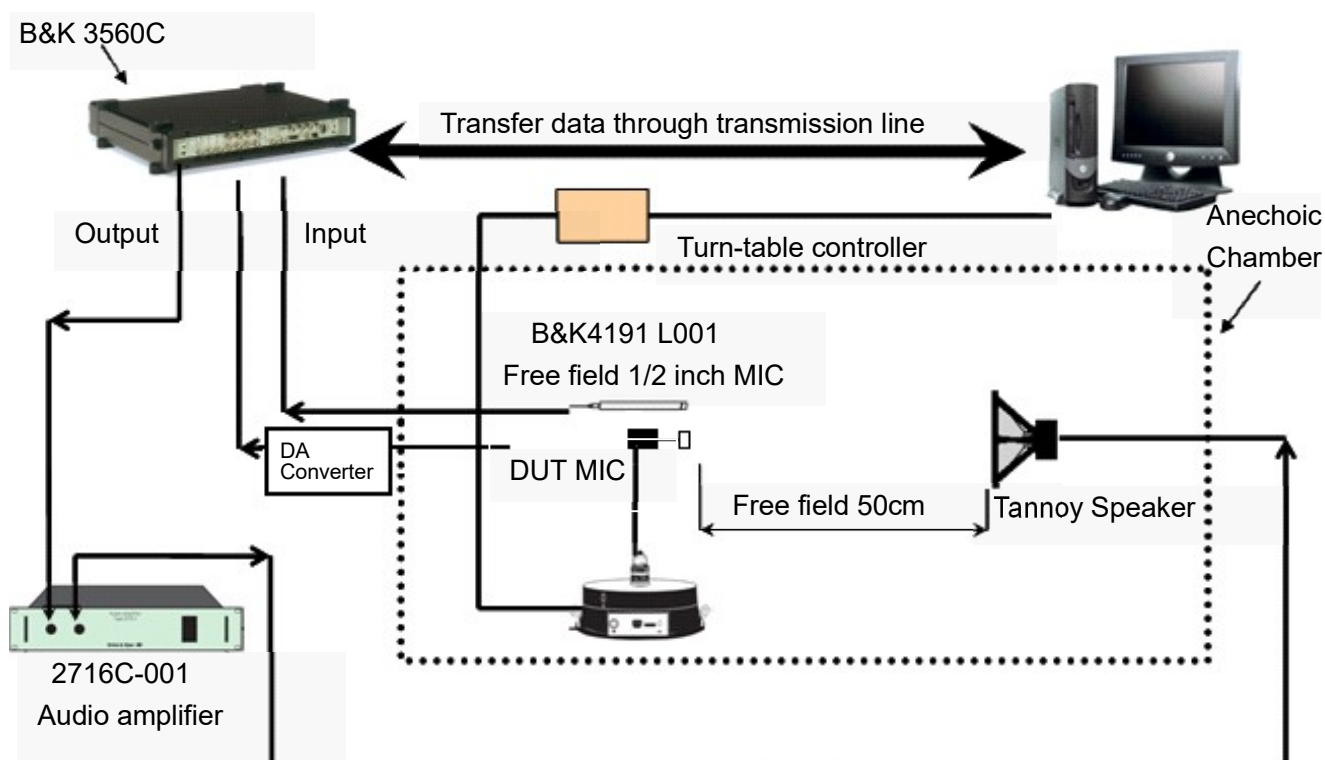 B&K 3560C
Transfer data through transmission line
Output
Input
Turn-table controller
Anechoic
Chamber
B&K4191 L001
Free field 1/2 inch MIC
DA
Converter
DUT MIC
Free field 50cm
Tannoy Speaker
2716C-001
Audio amplifier